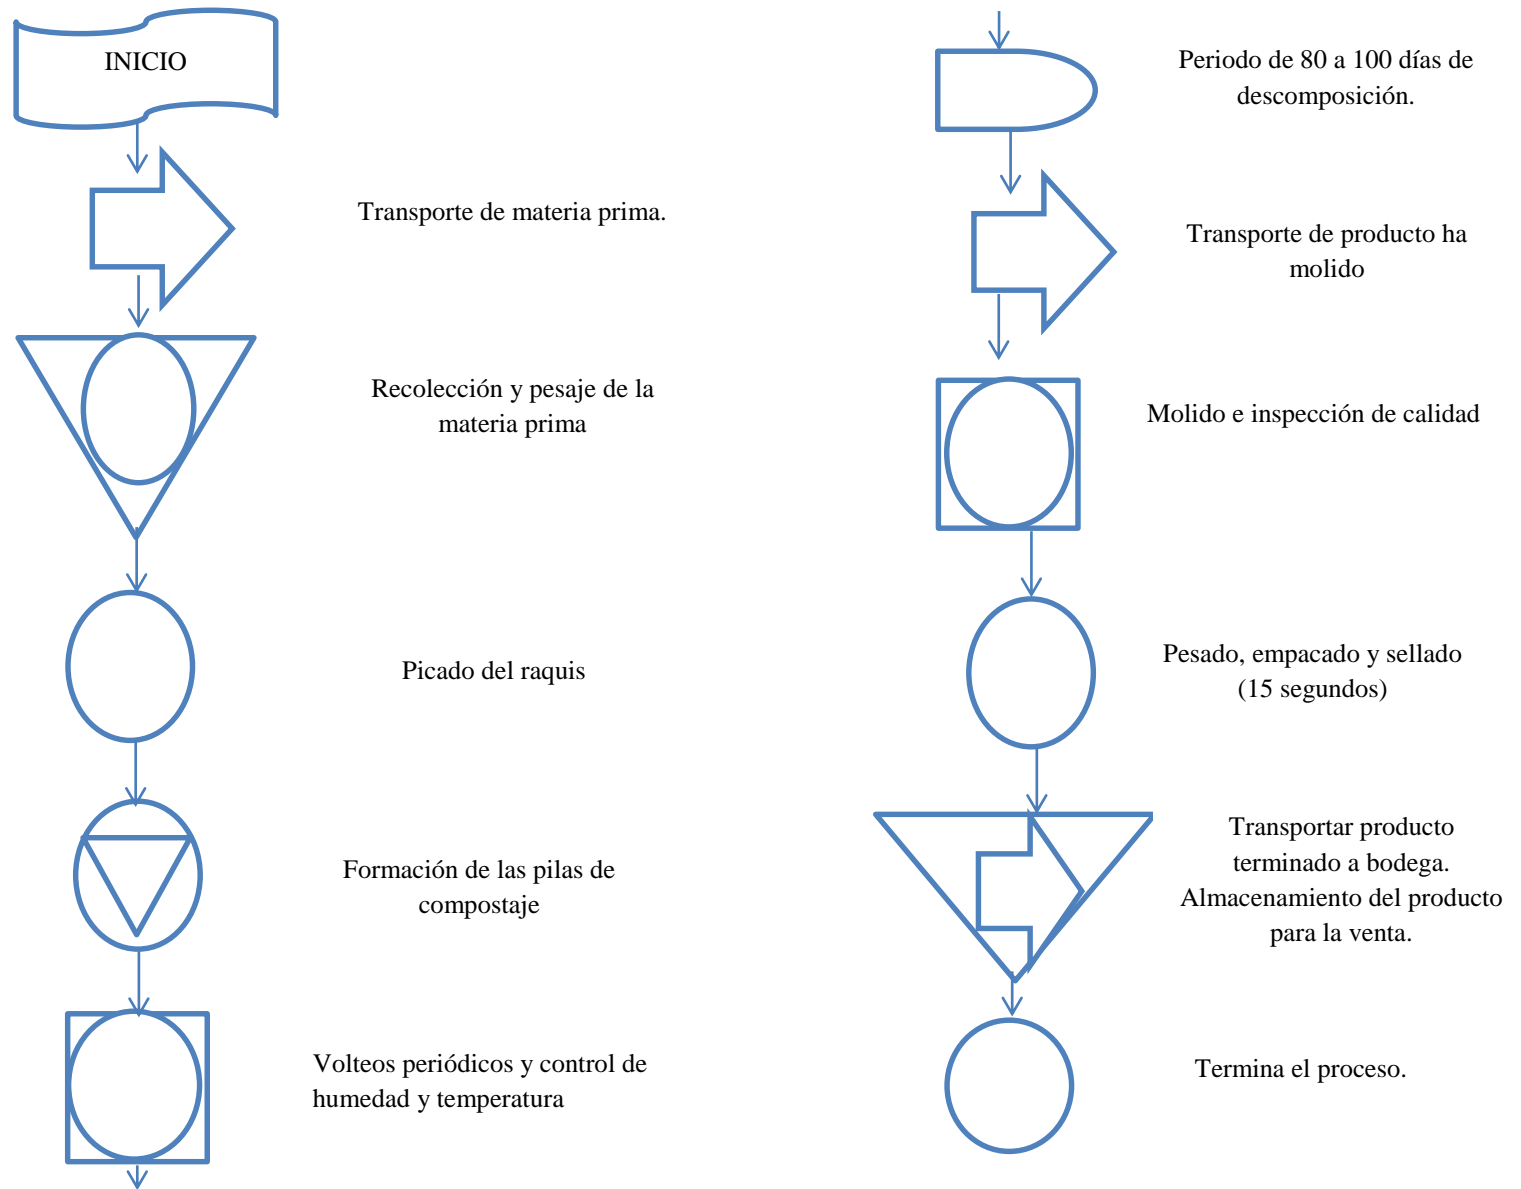 INICIO
Transporte de materia prima.
Recolección y pesaje de la
materia prima
Picado del raquis
Formación de las pilas de
compostaje
Volteos periódicos y control de
humedad y temperatura
Periodo de 80 a 100 días de
descomposición.
Transporte de producto ha
molido
Molido e inspección de calidad
Pesado, empacado y sellado
(15 segundos)
Transportar producto
terminado a bodega.
Almacenamiento del producto
para la venta.
Termina el proceso.